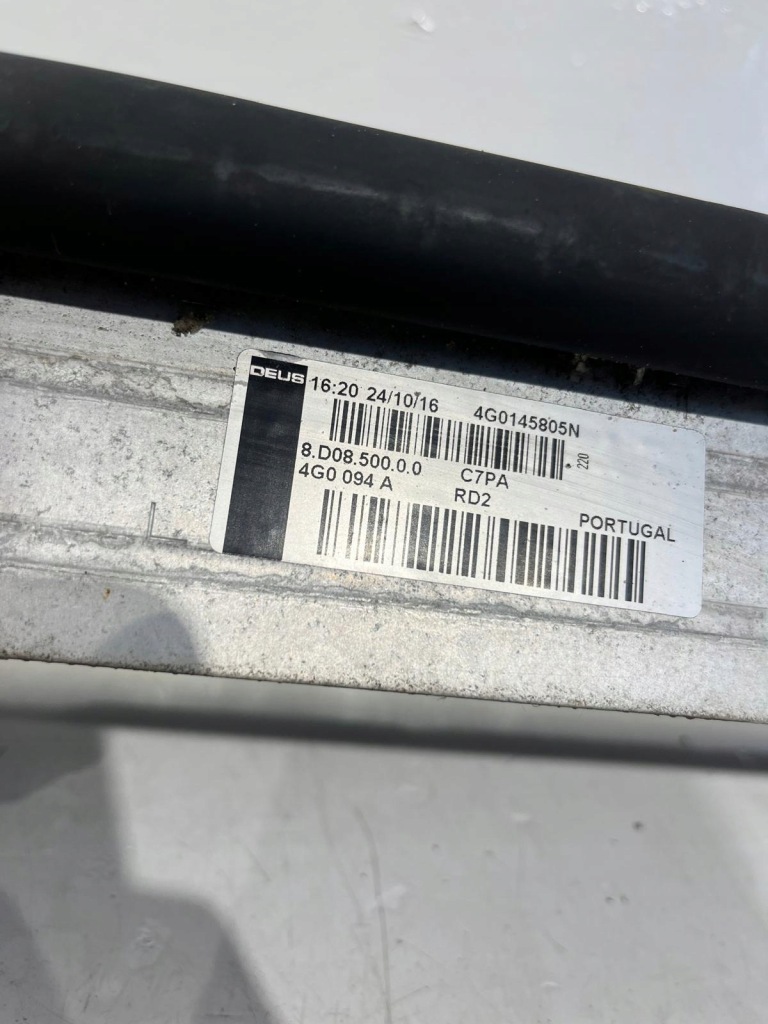 DEUS 16:20 24/10/16 4G0145805N
220
8.D08.500.0.0 C7PA
4G0 094 A RD2
PORTUGAL